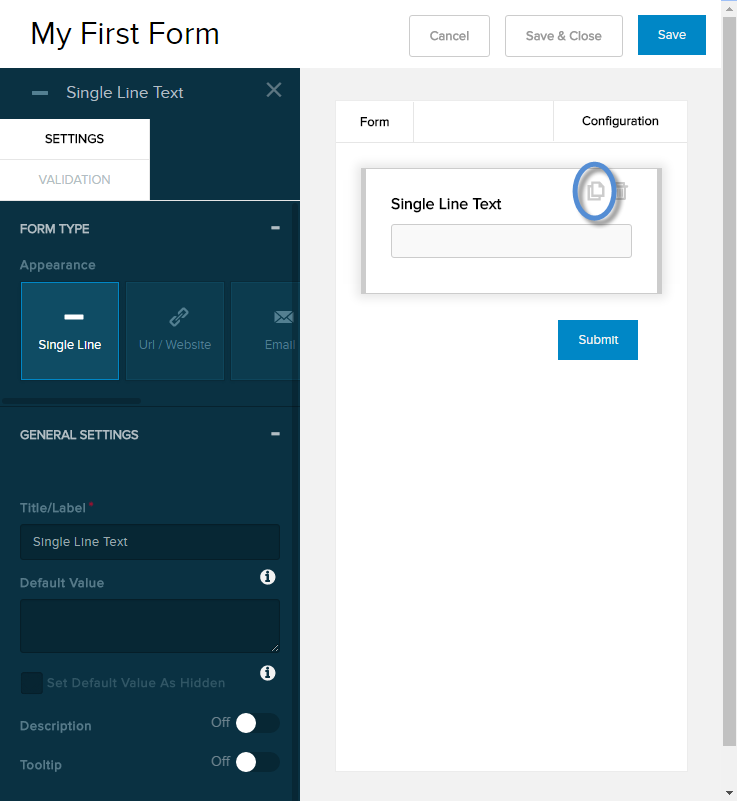 My First Form
Cancel
Save & Close
Save
Single Line Text
SETTINGS
VALIDATION
FORM TYPE
Appearance
Single Line
Url / Website
Email
GENERAL SETTINGS
Title/Label *
Single Line Text
Default Value
Set Default Value As Hidden
Description
Off
Tooltip
Off
Form
Configuration
Single Line Text
Submit